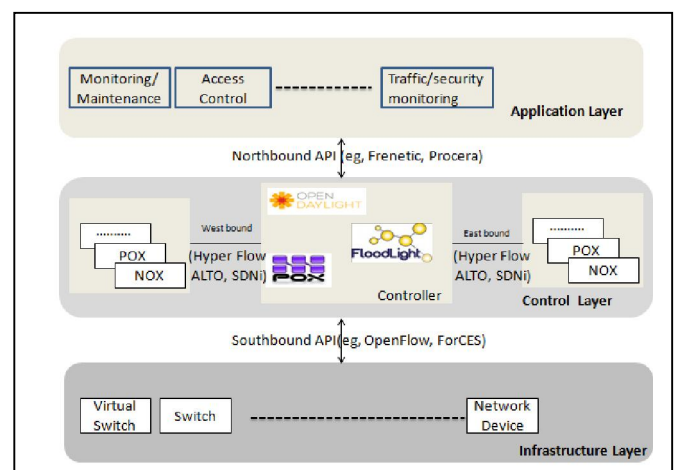 Monitoring/
Maintenance
Access
Control
Traffic/security
monitoring
Application Layer
Northbound API (eg, Frenetic, Procera)
OPEN
DAYLIGHT
..........
POX
NOX
West bound
(Hyper Flow
ALTO, SDNi)
FloodLight
POX
Controller
East bound
(Hyper Flow
ALTO, SDNi)
..........
POX
NOX
Control Layer
Southbound API(eg, OpenFlow, ForCES)
Virtual
Switch
Switch
Network
Device
Infrastructure Layer